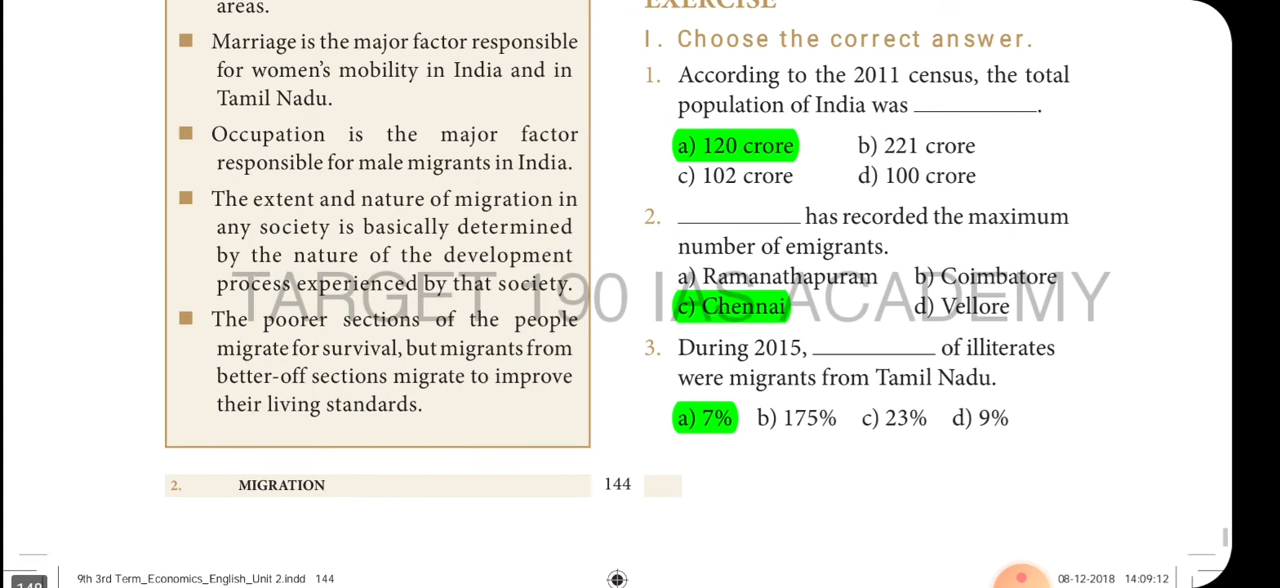 areas.
■ Marriage is the major factor responsible
for women's mobility in India and in
Tamil Nadu.
■ Occupation is the major factor
responsible for male migrants in India.
■ The extent and nature of migration in
any society is basically determined
by the nature of the development
process experienced by that society.
■ The poorer sections of the people
migrate for survival, but migrants from
better-off sections migrate to improve
their living standards.
EXERCISE
I. Choose the correct answer.
1. According to the 2011 census, the total
population of India was ____________.
a) 120 crore b) 221 crore
c) 102 crore d) 100 crore
2. ____________ has recorded the maximum
number of emigrants.
a) Ramanathapuram b) Coimbatore
c) Chennai d) Vellore
3. During 2015, ____________ of illiterates
were migrants from Tamil Nadu.
a) 7% b) 175% c) 23% d) 9%
TARGET 190 IAS ACADEMY
2. MIGRATION 144
9th 3rd Term_Economics_English_Unit 2.indd 144
08-12-2018 14:09:12
148